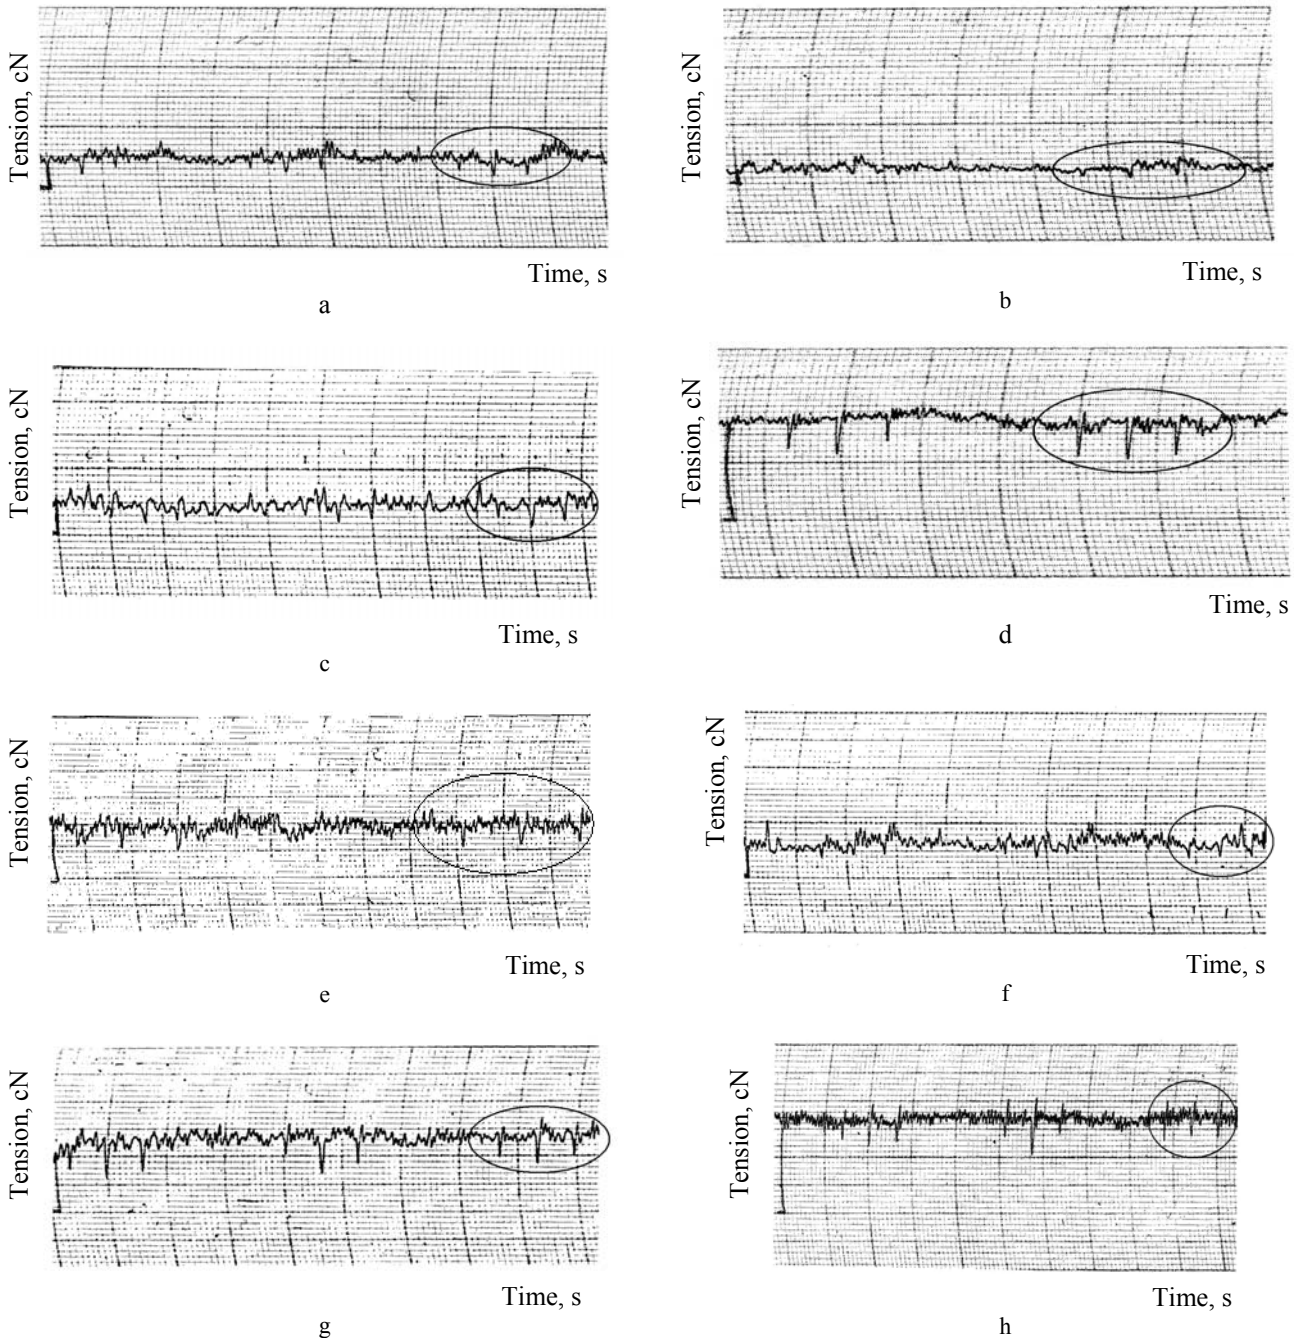 Tension, cN
Time, s
a
Tension, cN
Time, s
b
Tension, cN
Time, s
c
Tension, cN
Time, s
d
Tension, cN
Time, s
e
Tension, cN
Time, s
f
Tension, cN
Time, s
g
Tension, cN
Time, s
h